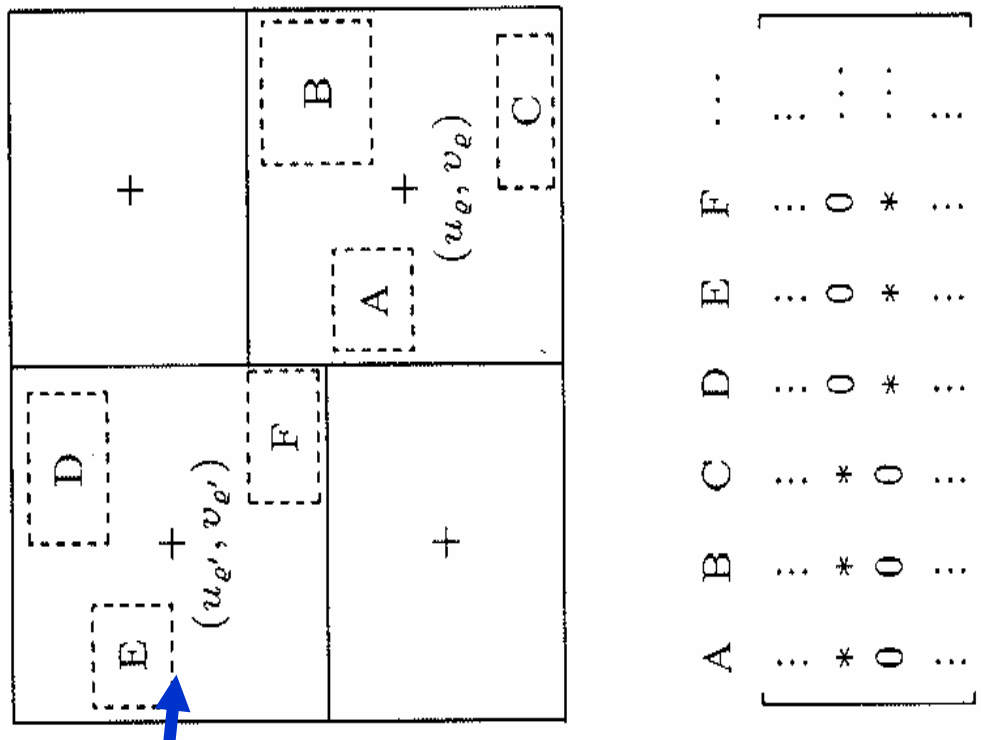 D
+
E
+
(u_ϱ′, v_ϱ′)
F
B
A
+
+
(u_ϱ, v_ϱ)
C
A B C D E F ⋯
⋮ ⋮ ⋮ ⋮ ⋮ ⋮ ⋮
* * * 0 0 0 ⋯
0 0 0 * * * ⋯
⋮ ⋮ ⋮ ⋮ ⋮ ⋮ ⋮